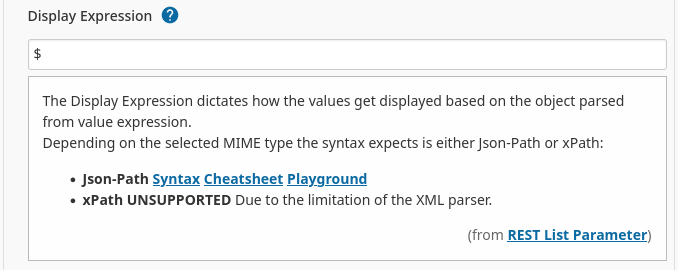 Display Expression ?
$
The Display Expression dictates how the values get displayed based on the object parsed
from value expression.
Depending on the selected MIME type the syntax expects is either Json-Path or xPath:
• Json-Path Syntax Cheatsheet Playground
• xPath UNSUPPORTED Due to the limitation of the XML parser.
(from REST List Parameter)